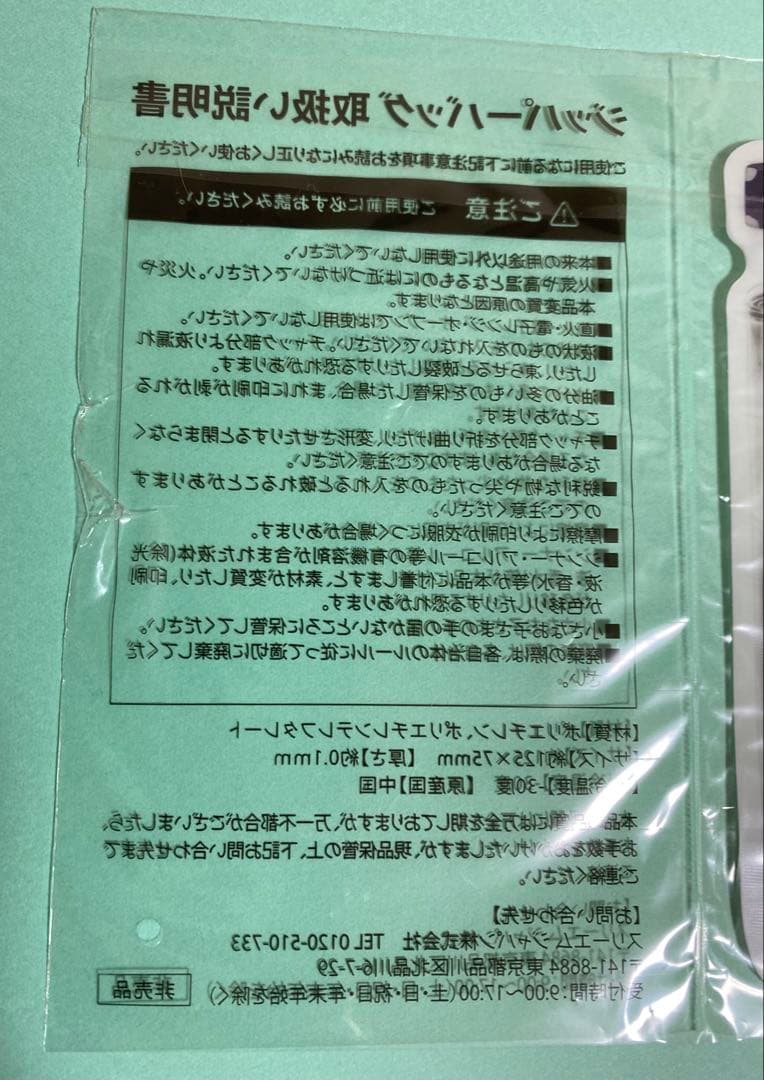 ジッパーバッグ 取扱い説明書
ご使用になる前に下記注意事項をお読みになり正しくお使いください。
⚠ご注意 ご使用前に必ずお読みください。
■本来の用途以外に使用しないでください。
■火気や高温となるものには近づけないでください。火災や
本品変質の原因となります。
■直火・電子レンジ・オーブンでは使用しないでください。
■液状のものを入れないでください。チャック部分より液漏れ
したり、凍らせると破裂したりする恐れがあります。
■油分の多いものを保管した場合、まれに印刷が剥がれる
ことがあります。
■チャック部分を折り曲げたり、変形させたりすると閉まらなく
なる場合がありますのでご注意ください。
■鋭利な物や尖ったものを入れると破れることがあります
のでご注意ください。
■摩擦により印刷が衣服につく場合があります。
■シンナー・アルコール等の有機溶剤が含まれた液体(除光
液・香水)等が本品に付着しますと、素材が変質したり、印刷
が色移りしたりする恐れがあります。
■小さなお子さまの手の届かないところに保管してください。
■廃棄の際は、各自治体のルールに従って適切に廃棄してくだ
さい。
【材質】ポリエチレン、ポリエチレンテレフタレート
【サイズ】約125×75mm 【厚さ】約0.1mm
温度】-30度 【原産国】中国
本品の品質には万全を期しておりますが、万一不都合がございましたら、
お手数をおかけいたしますが、現品保管の上、下記お問い合わせ先まで
ご連絡ください。
【お問い合わせ先】
スリーエムジャパン株式会社 TEL 0120-510-733
〒141-8684 東京都品川区北品川6-7-29
受付時間：9:00～17:00(土・日・祝日・年末年始を除く)
非売品